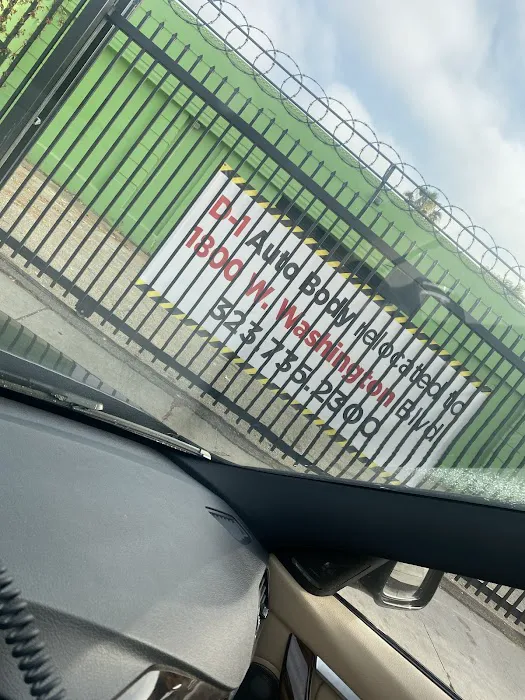 D-1 Auto Body relocated to
1800 W. Washington Blvd
323.735.2300